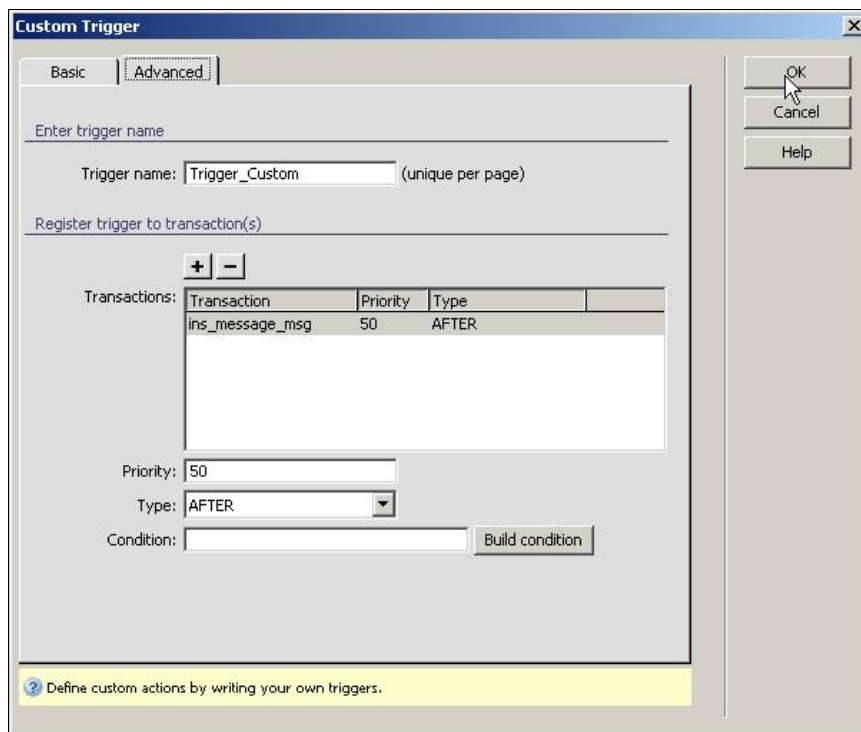 Custom Trigger
Basic Advanced
OK
Cancel
Help
Enter trigger name
Trigger name: Trigger_Custom (unique per page)
Register trigger to transaction(s)
+ −
Transactions: Transaction Priority Type
ins_message_msg 50 AFTER
Priority: 50
Type: AFTER
Condition: Build condition
Define custom actions by writing your own triggers.